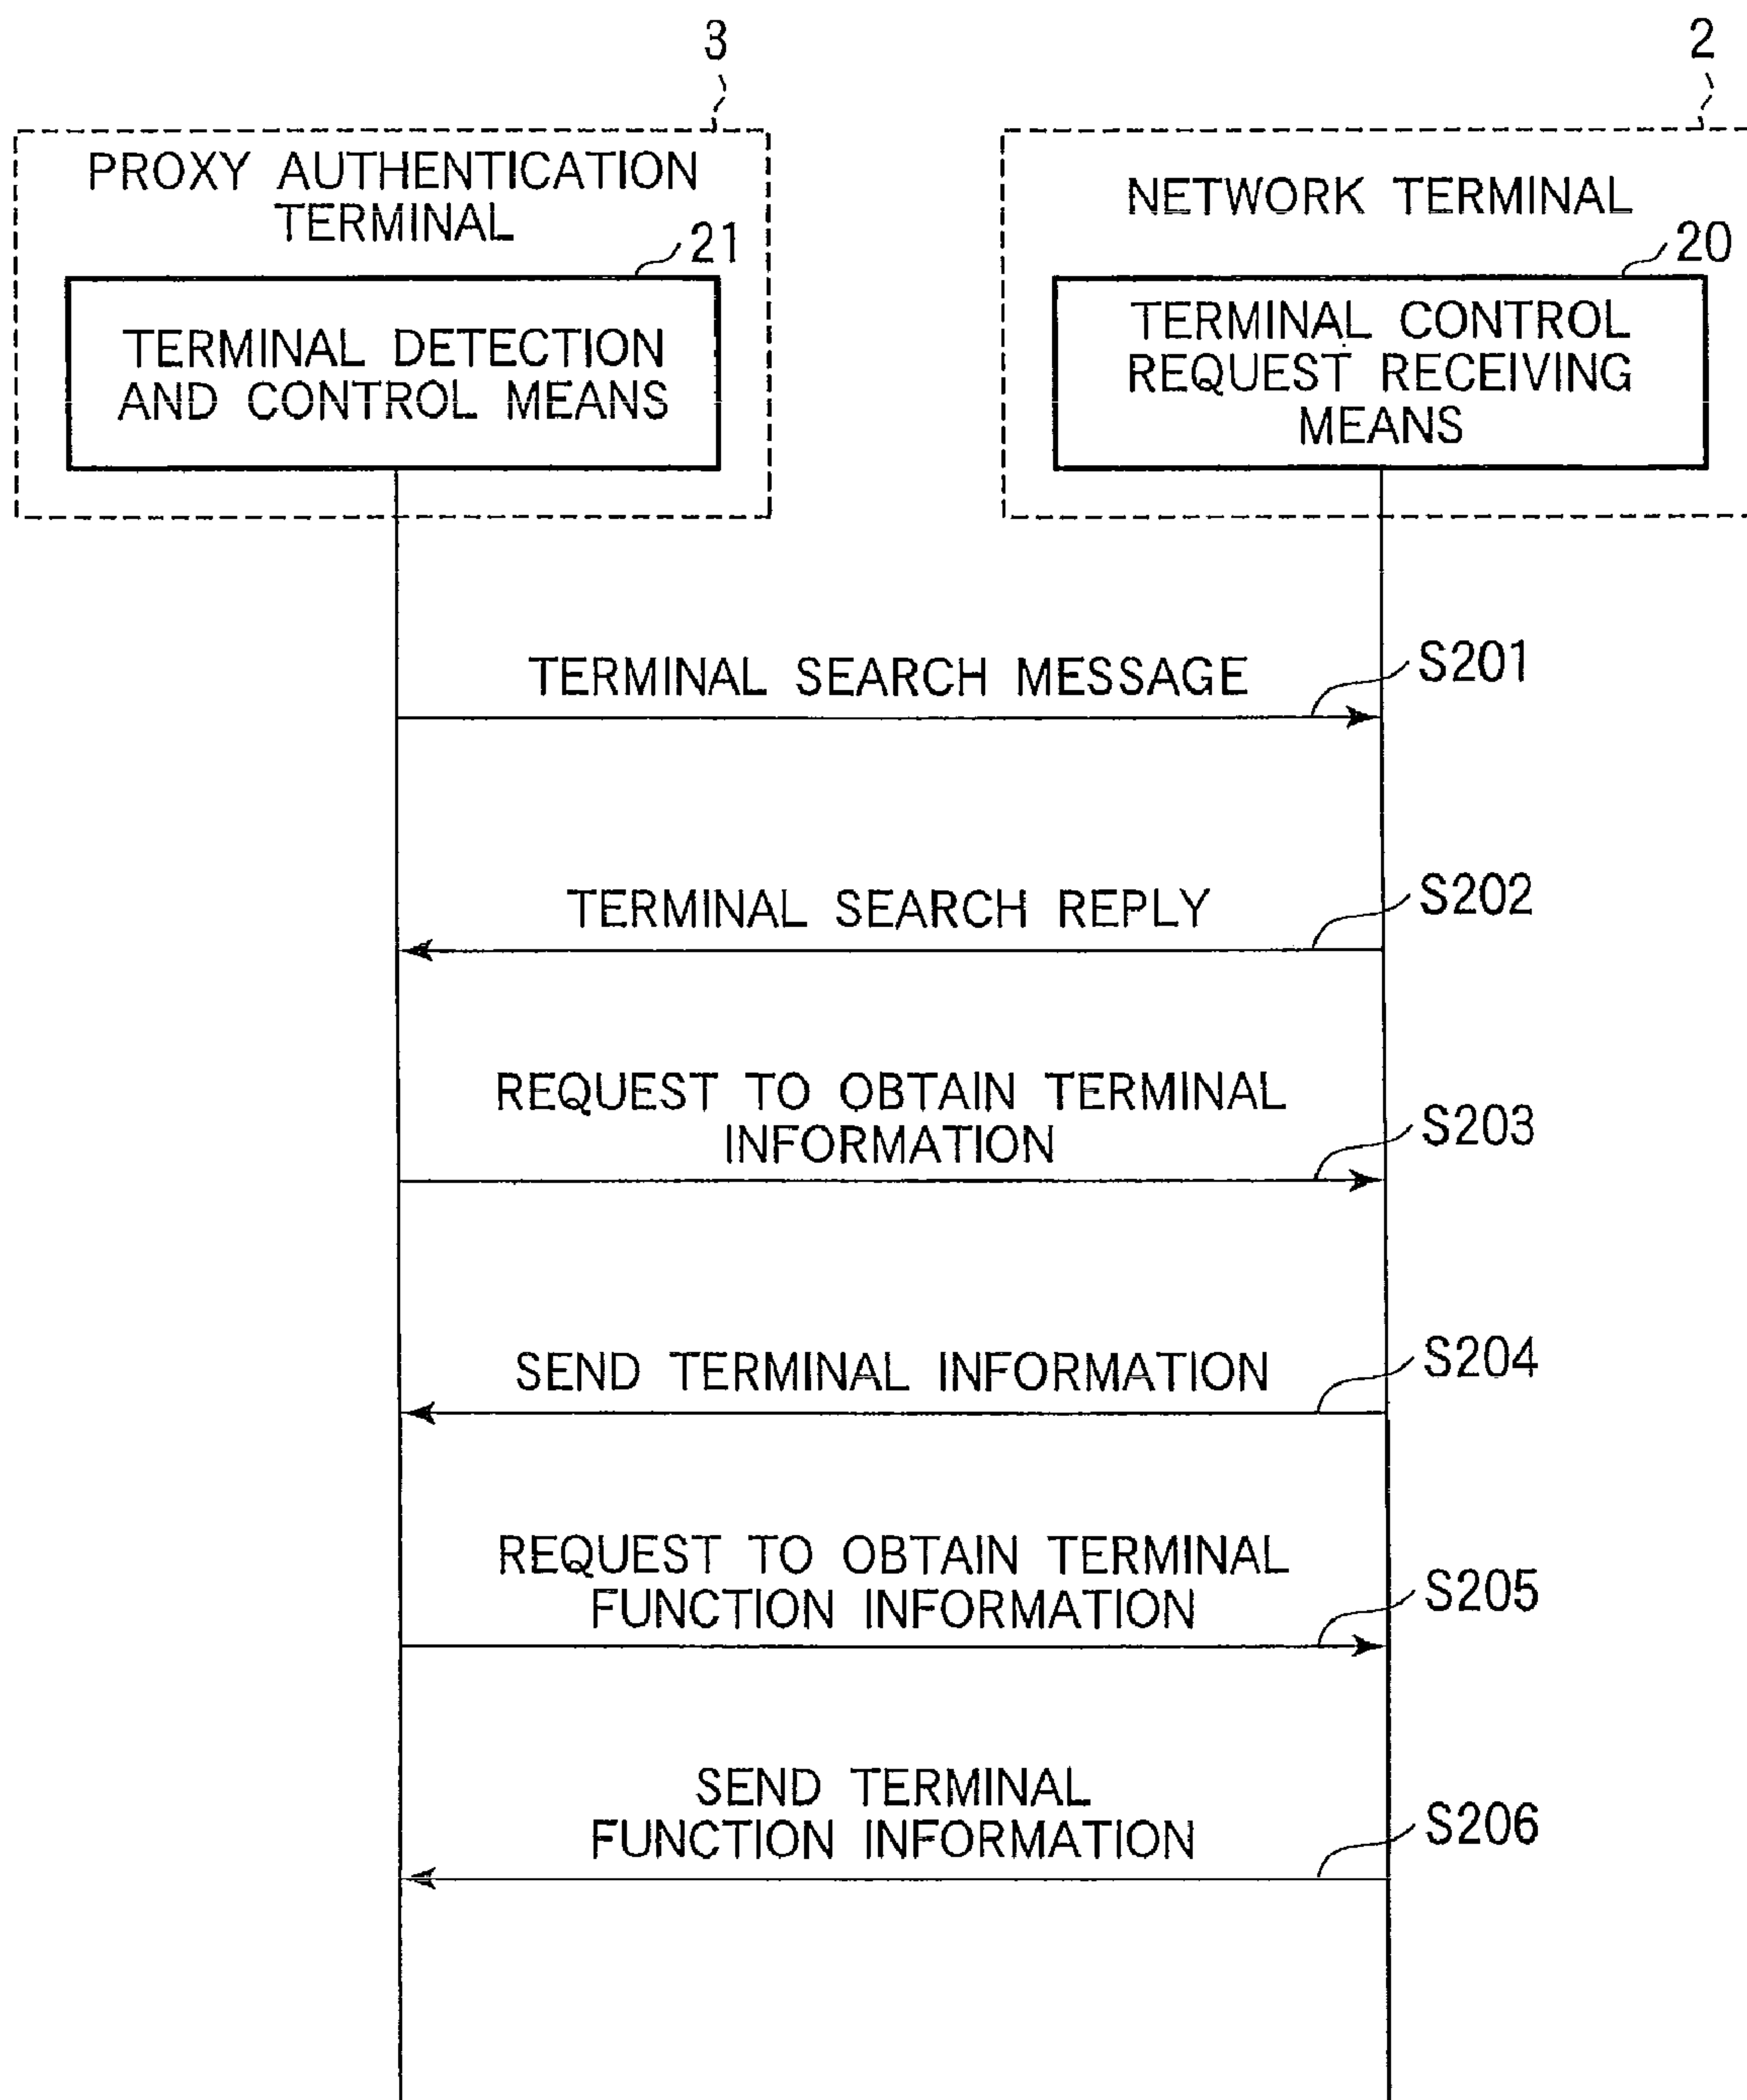 3
2
PROXY AUTHENTICATION
TERMINAL
21
TERMINAL DETECTION
AND CONTROL MEANS
NETWORK TERMINAL
20
TERMINAL CONTROL
REQUEST RECEIVING
MEANS
TERMINAL SEARCH MESSAGE
S201
TERMINAL SEARCH REPLY
S202
REQUEST TO OBTAIN TERMINAL
INFORMATION
S203
SEND TERMINAL INFORMATION
S204
REQUEST TO OBTAIN TERMINAL
FUNCTION INFORMATION
S205
SEND TERMINAL
FUNCTION INFORMATION
S206